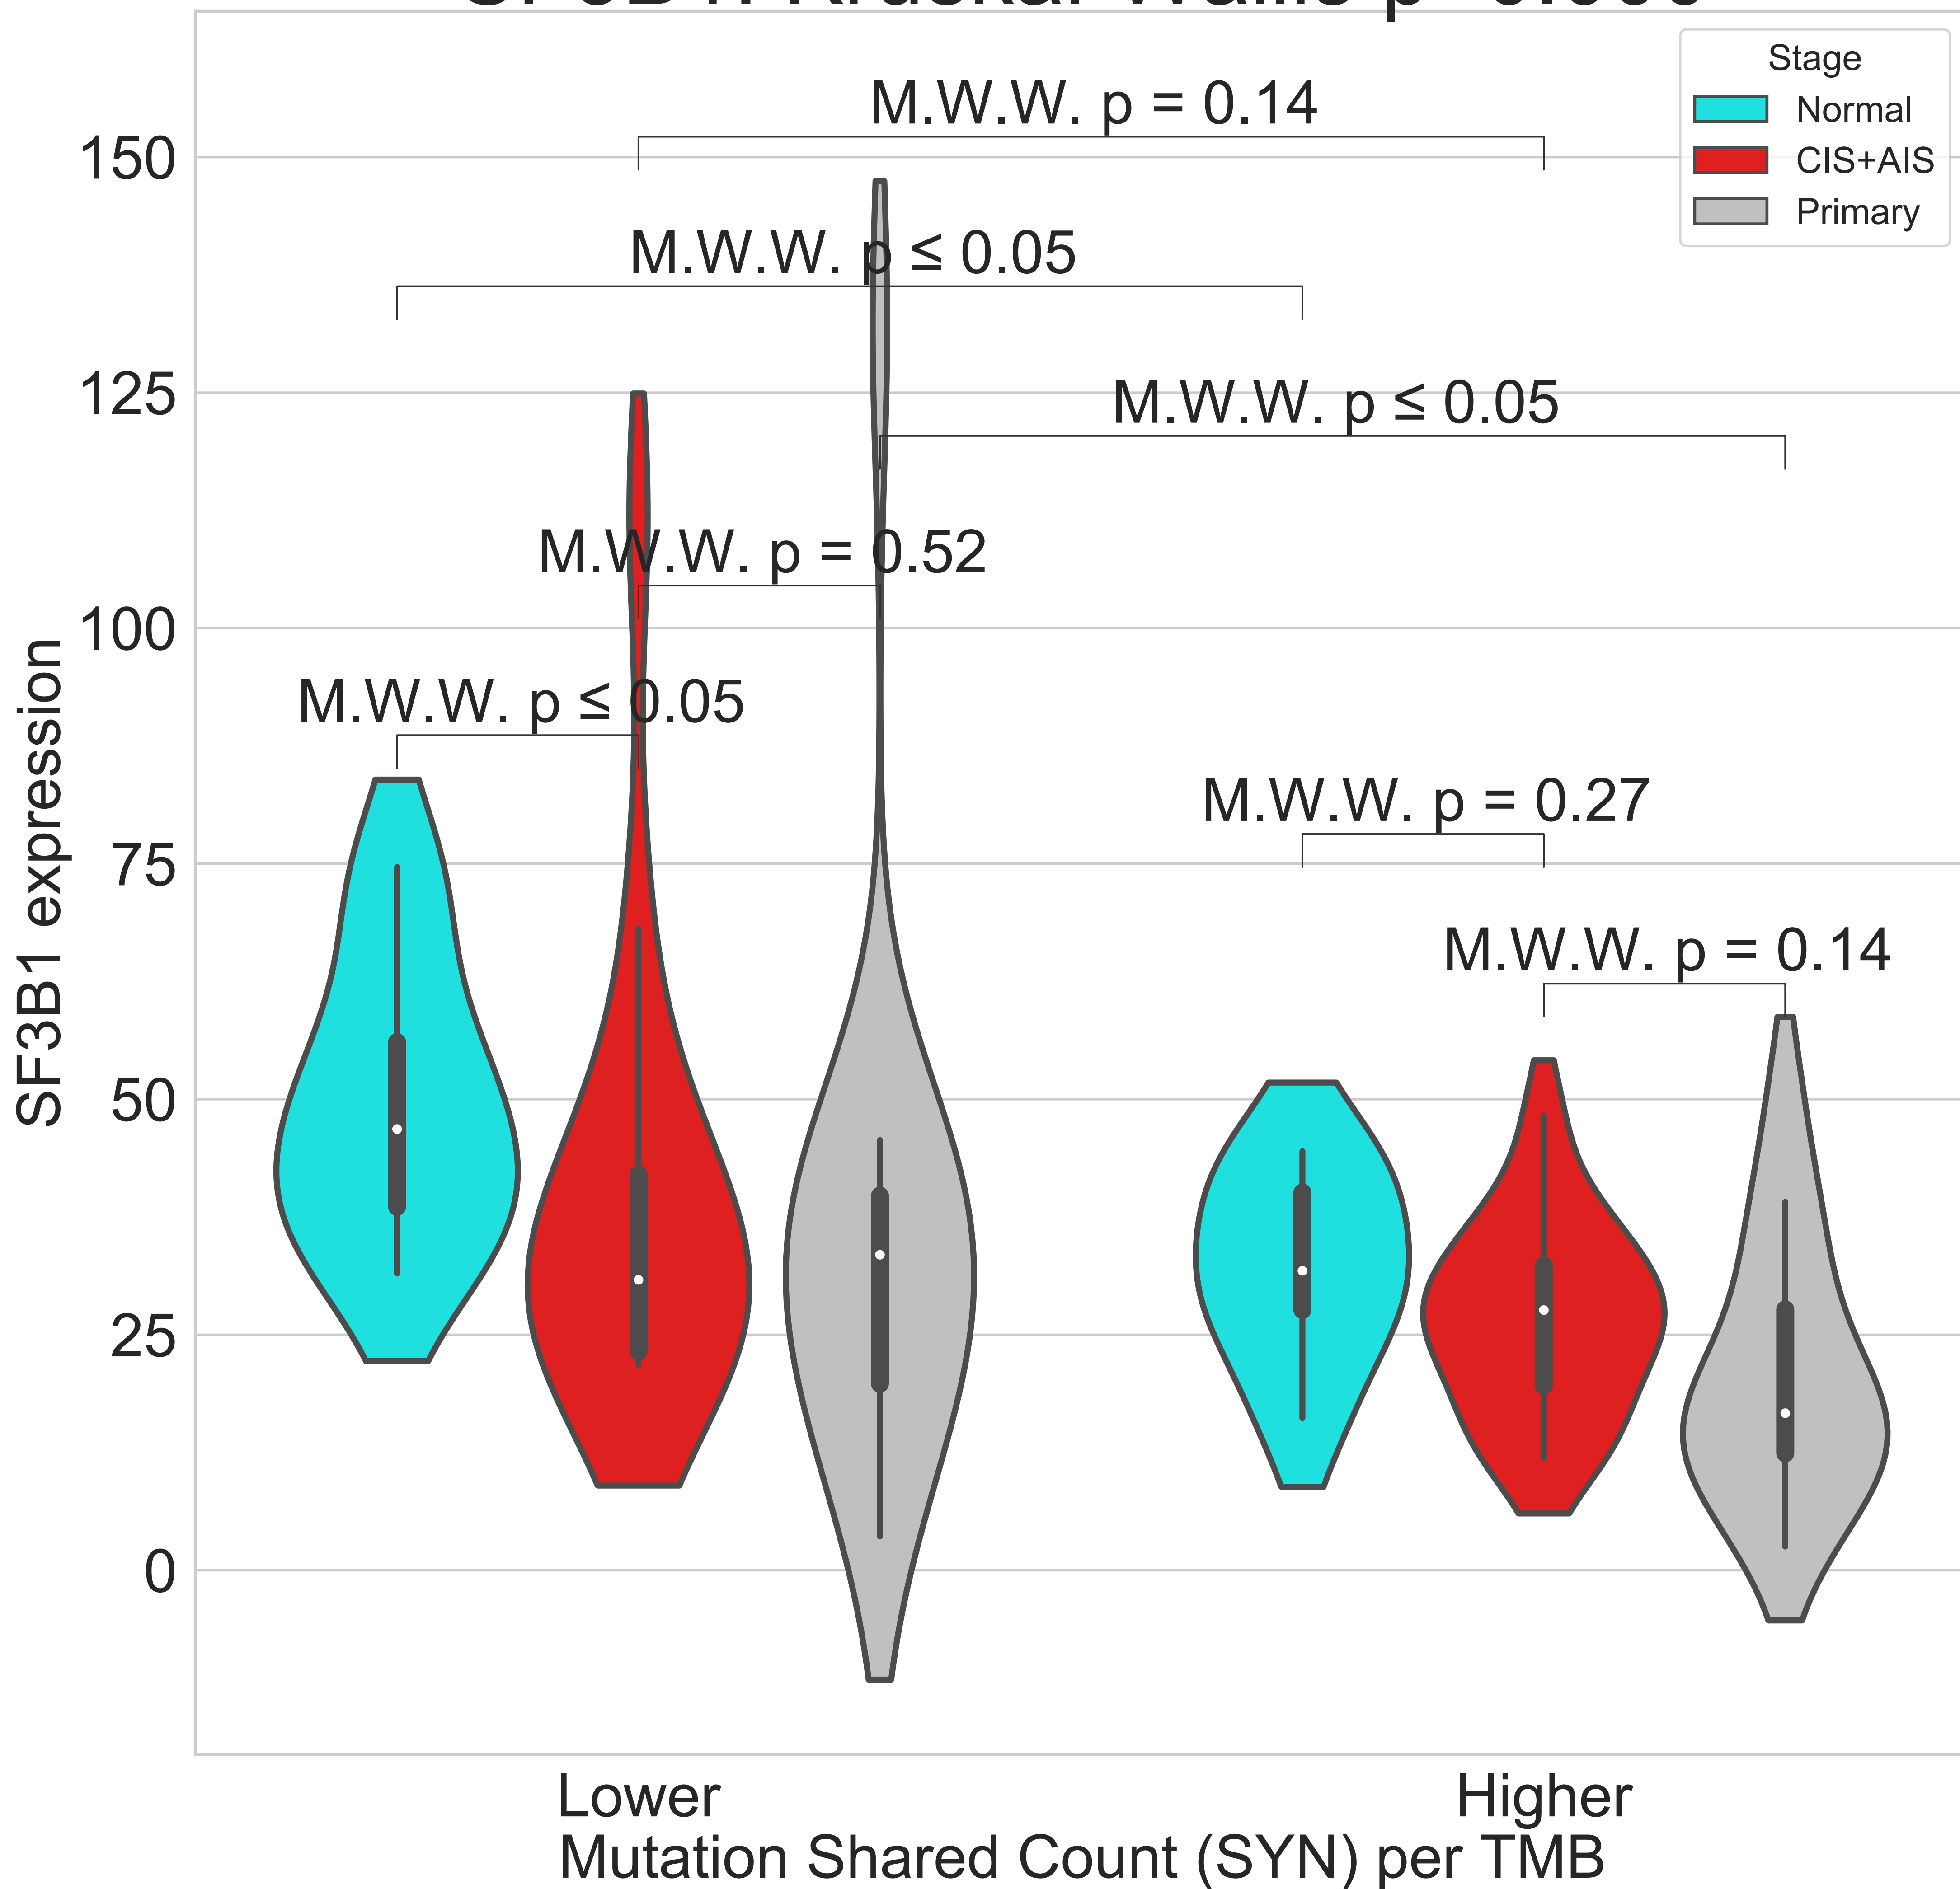 Stage
Normal
CIS+AIS
Primary
M.W.W. p = 0.14
150
M.W.W. p ≤ 0.05
125
M.W.W. p ≤ 0.05
M.W.W. p = 0.52
100
M.W.W. p ≤ 0.05
M.W.W. p = 0.27
75
M.W.W. p = 0.14
50
25
0
SF3B1 expression
Lower
Higher
Mutation Shared Count (SYN) per TMB